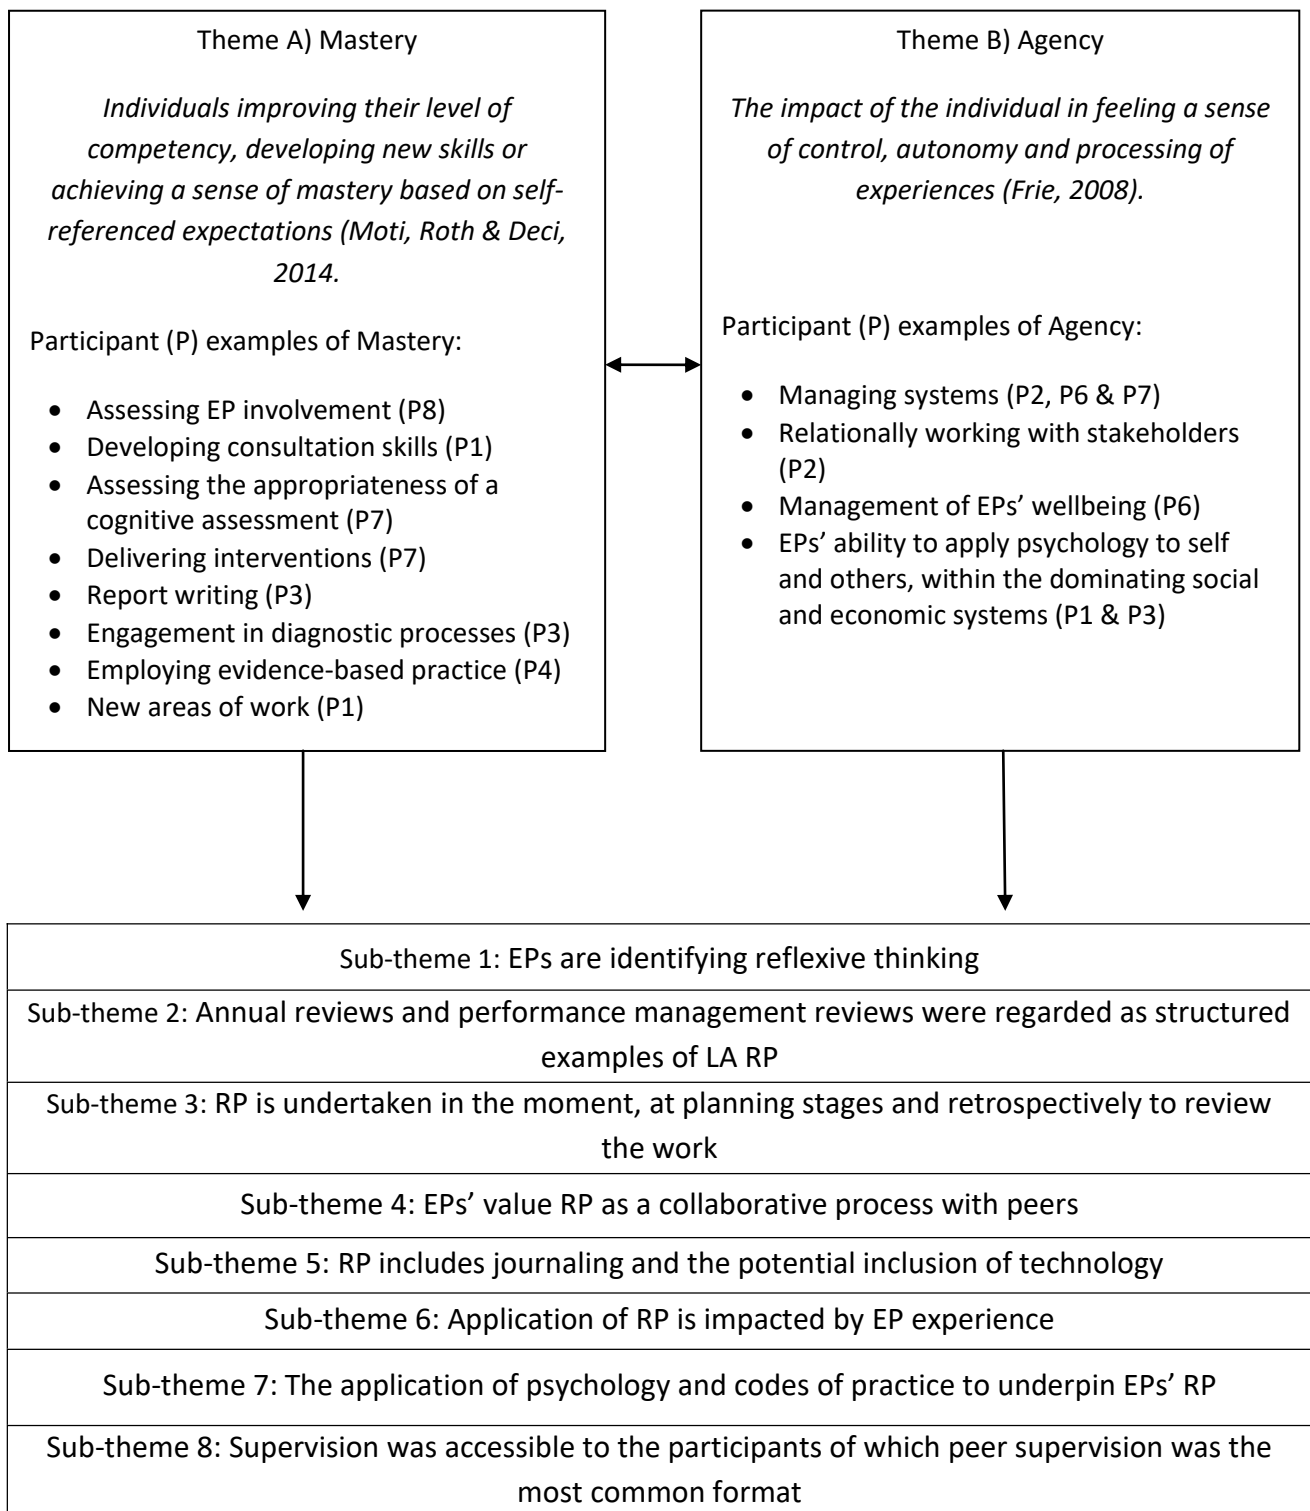 Theme A) Mastery
Individuals improving their level of
competency, developing new skills or
achieving a sense of mastery based on self-
referenced expectations (Moti, Roth & Deci,
2014.
Participant (P) examples of Mastery:
• Assessing EP involvement (P8)
• Developing consultation skills (P1)
• Assessing the appropriateness of a
cognitive assessment (P7)
• Delivering interventions (P7)
• Report writing (P3)
• Engagement in diagnostic processes (P3)
• Employing evidence-based practice (P4)
• New areas of work (P1)
Theme B) Agency
The impact of the individual in feeling a sense
of control, autonomy and processing of
experiences (Frie, 2008).
Participant (P) examples of Agency:
• Managing systems (P2, P6 & P7)
• Relationally working with stakeholders
(P2)
• Management of EPs’ wellbeing (P6)
• EPs’ ability to apply psychology to self
and others, within the dominating social
and economic systems (P1 & P3)
Sub-theme 1: EPs are identifying reflexive thinking
Sub-theme 2: Annual reviews and performance management reviews were regarded as structured
examples of LA RP
Sub-theme 3: RP is undertaken in the moment, at planning stages and retrospectively to review
the work
Sub-theme 4: EPs’ value RP as a collaborative process with peers
Sub-theme 5: RP includes journaling and the potential inclusion of technology
Sub-theme 6: Application of RP is impacted by EP experience
Sub-theme 7: The application of psychology and codes of practice to underpin EPs’ RP
Sub-theme 8: Supervision was accessible to the participants of which peer supervision was the
most common format